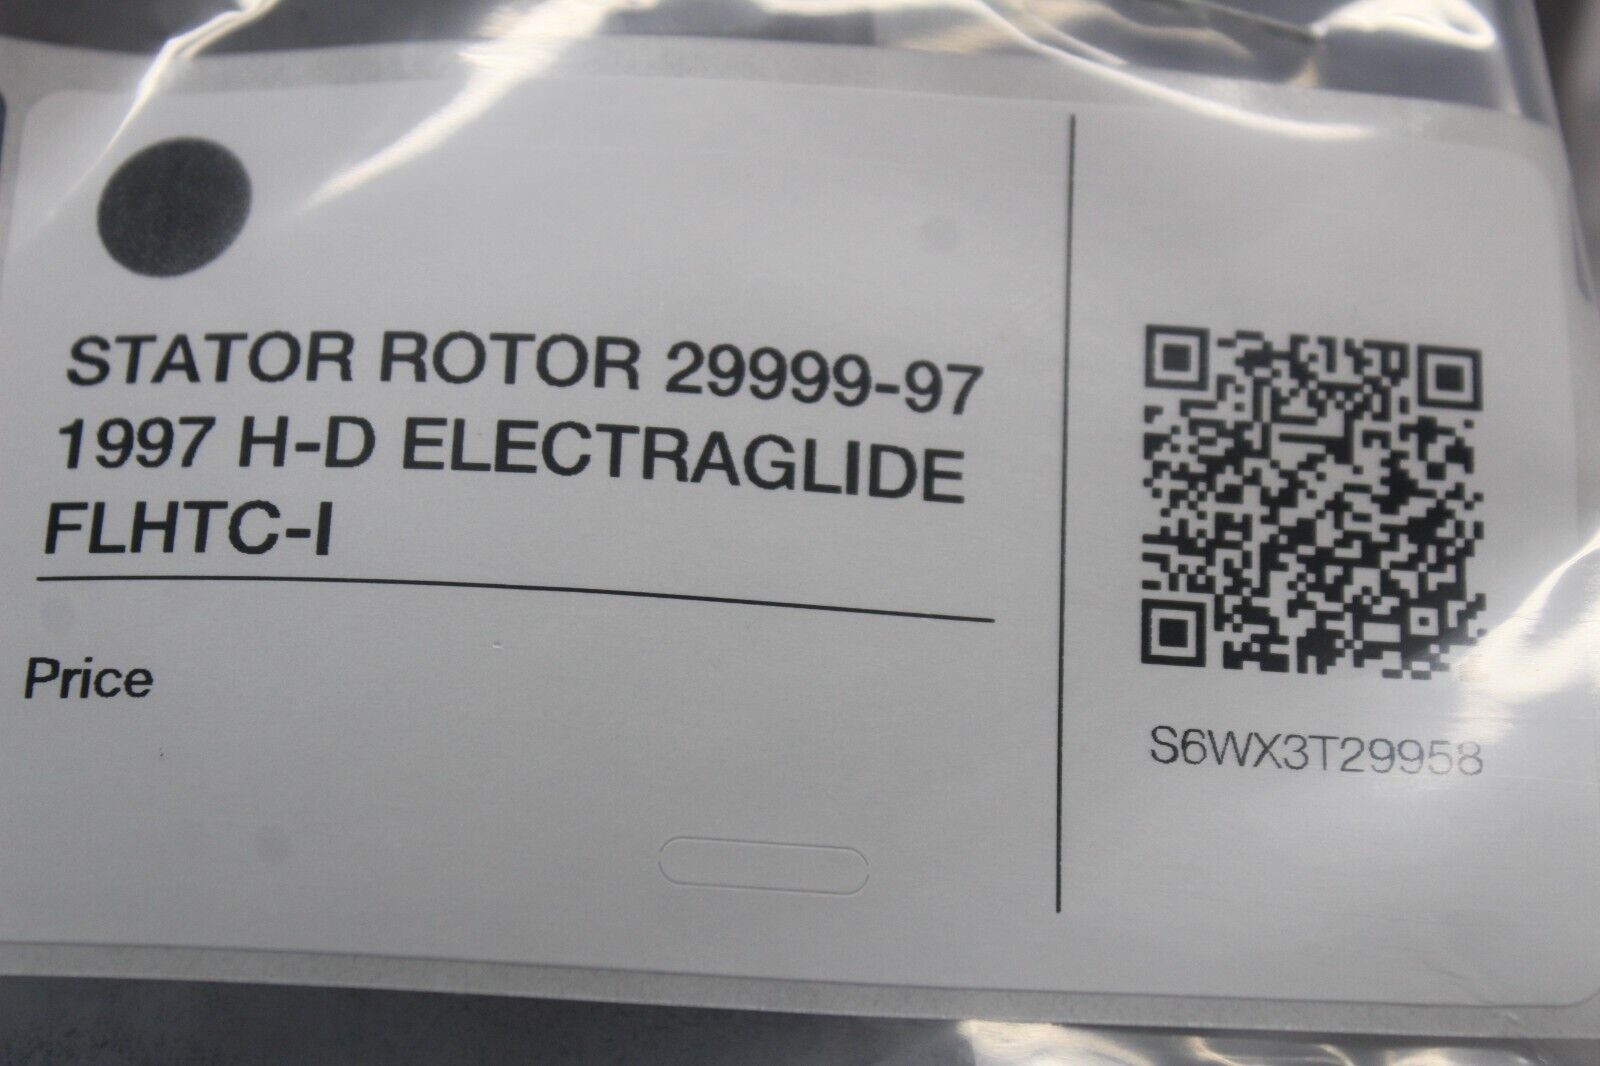 STATOR ROTOR 29999-97
1997 H-D ELECTRAGLIDE
FLHTC-I
Price
S6WX3T29958